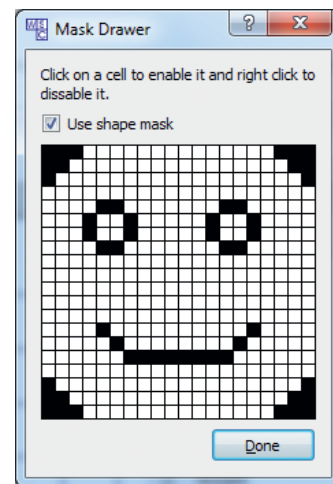 Mask Drawer
Click on a cell to enable it and right click to
dissable it.
Use shape mask
Done